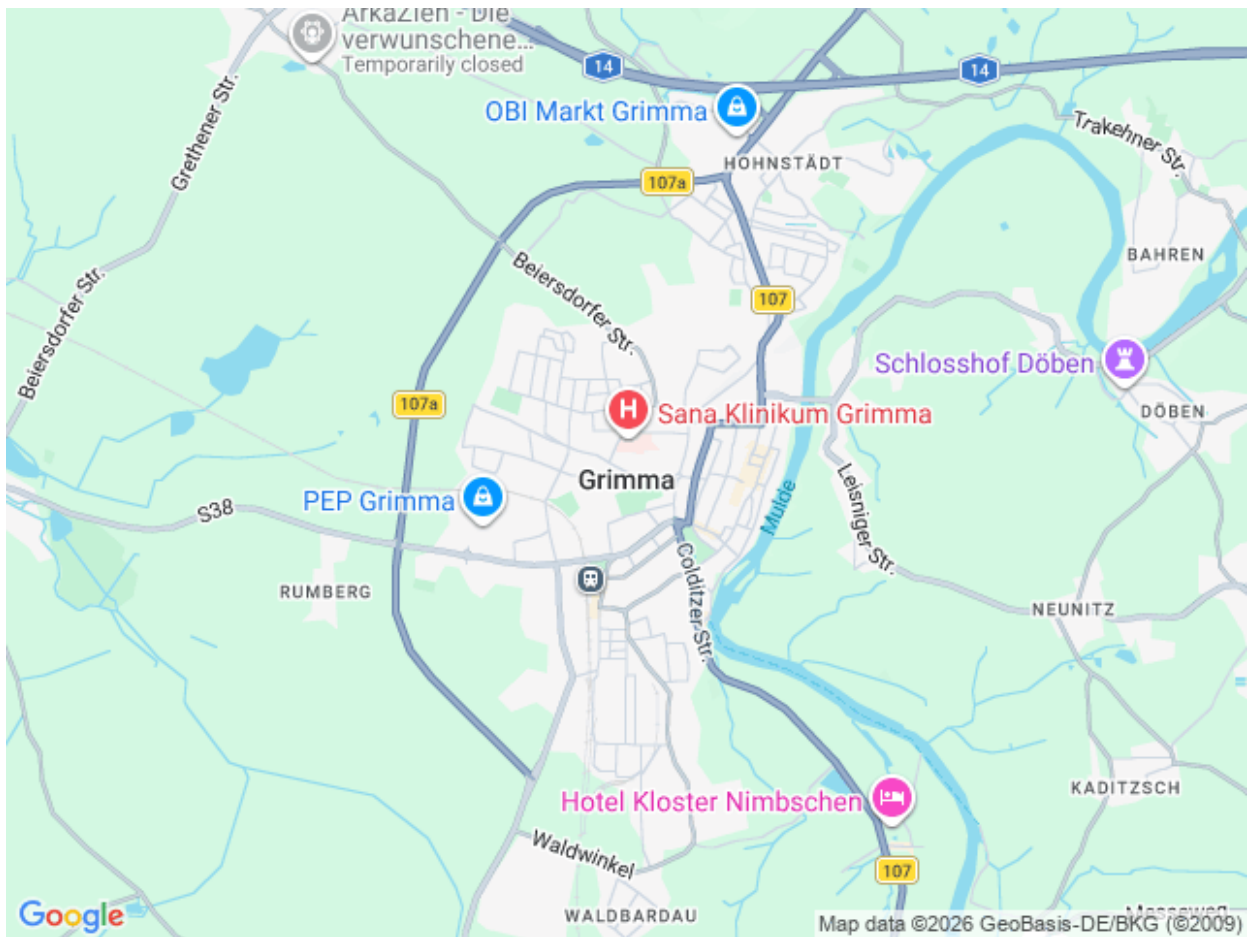 ArkaZien - Die
verwunschene...
Temporarily closed
14
14
OBI Markt Grimma
Trakehner Str.
HOHNSTÄDT
Grethener Str.
107a
BAHREN
Beiersdorfer Str.
Beiersdorfer Str.
107
Schlosshof Döben
107a
DÖBEN
Sana Klinikum Grimma
Grimma
Leisniger Str.
Mulde
PEP Grimma
S38
Colditzer Str.
RUMBERG
NEUNITZ
KADITZSCH
Hotel Kloster Nimbschen
Waldwinkel
107
WALDBARDAU
Google
Map data ©2026 GeoBasis-DE/BKG (©2009)